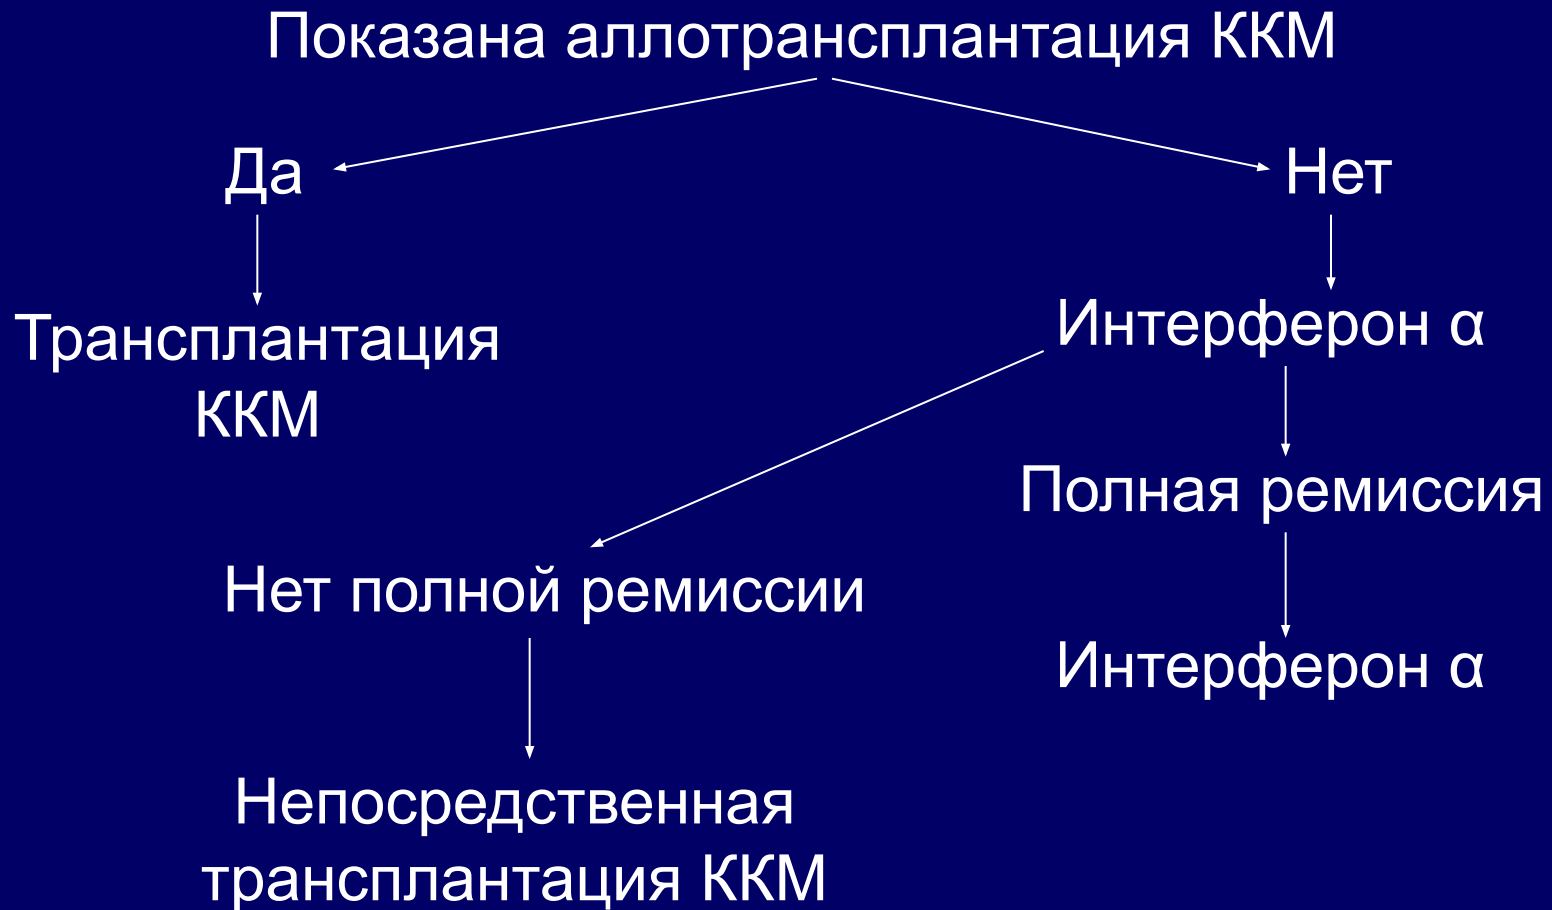 Показана аллотрансплантация ККМ
Да
Нет
Трансплантация
ККМ
Интерферон α
Полная ремиссия
Нет полной ремиссии
Интерферон α
Непосредственная
трансплантация ККМ